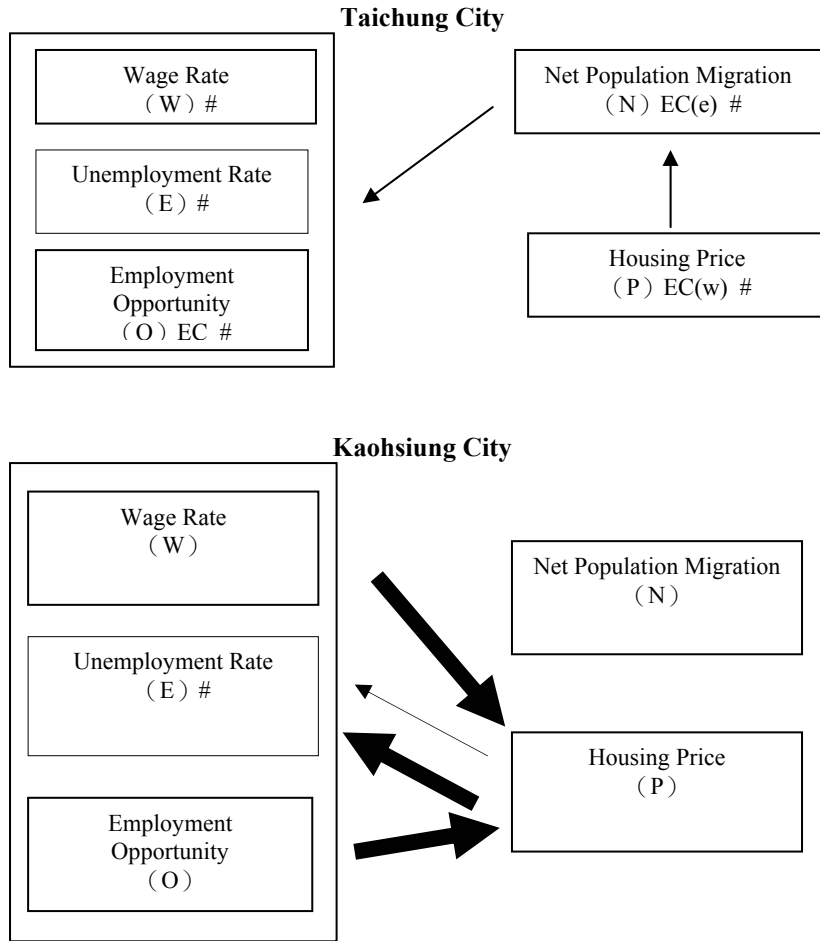 Taichung City
Wage Rate
（W）#
Net Population Migration
（N）EC(e) #
Unemployment Rate
（E）#
Housing Price
（P）EC(w) #
Employment
Opportunity
（O）EC #
Kaohsiung City
Wage Rate
（W）
Net Population Migration
（N）
Unemployment Rate
（E）#
Housing Price
（P）
Employment
Opportunity
（O）